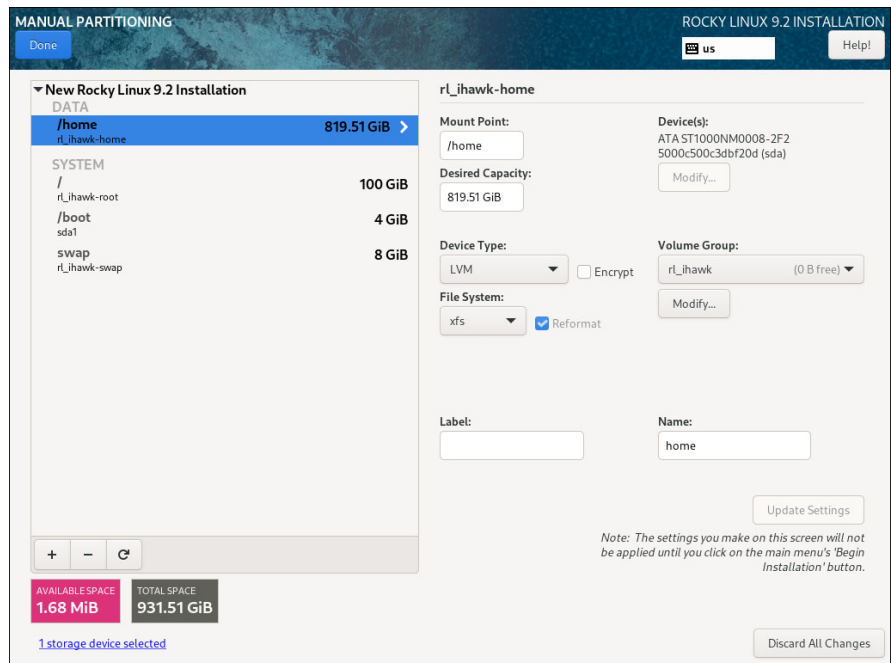 MANUAL PARTITIONING
ROCKY LINUX 9.2 INSTALLATION
Done
us
Help!
New Rocky Linux 9.2 Installation
DATA
/home
819.51 GiB
rl_ihawk-home
SYSTEM
/
100 GiB
rl_ihawk-root
/boot
4 GiB
sda1
swap
8 GiB
rl_ihawk-swap
+ −
AVAILABLE SPACE
1.68 MiB
TOTAL SPACE
931.51 GiB
1 storage device selected
rl_ihawk-home
Mount Point:
/home
Device(s):
ATA ST1000NM0008-2F2
5000c500c3dbf20d (sda)
Modify...
Desired Capacity:
819.51 GiB
Device Type:
LVM
Encrypt
Volume Group:
rl_ihawk (0 B free)
Modify...
File System:
xfs
Reformat
Label:
Name:
home
Update Settings
Note: The settings you make on this screen will not
be applied until you click on the main menu's 'Begin
Installation' button.
Discard All Changes